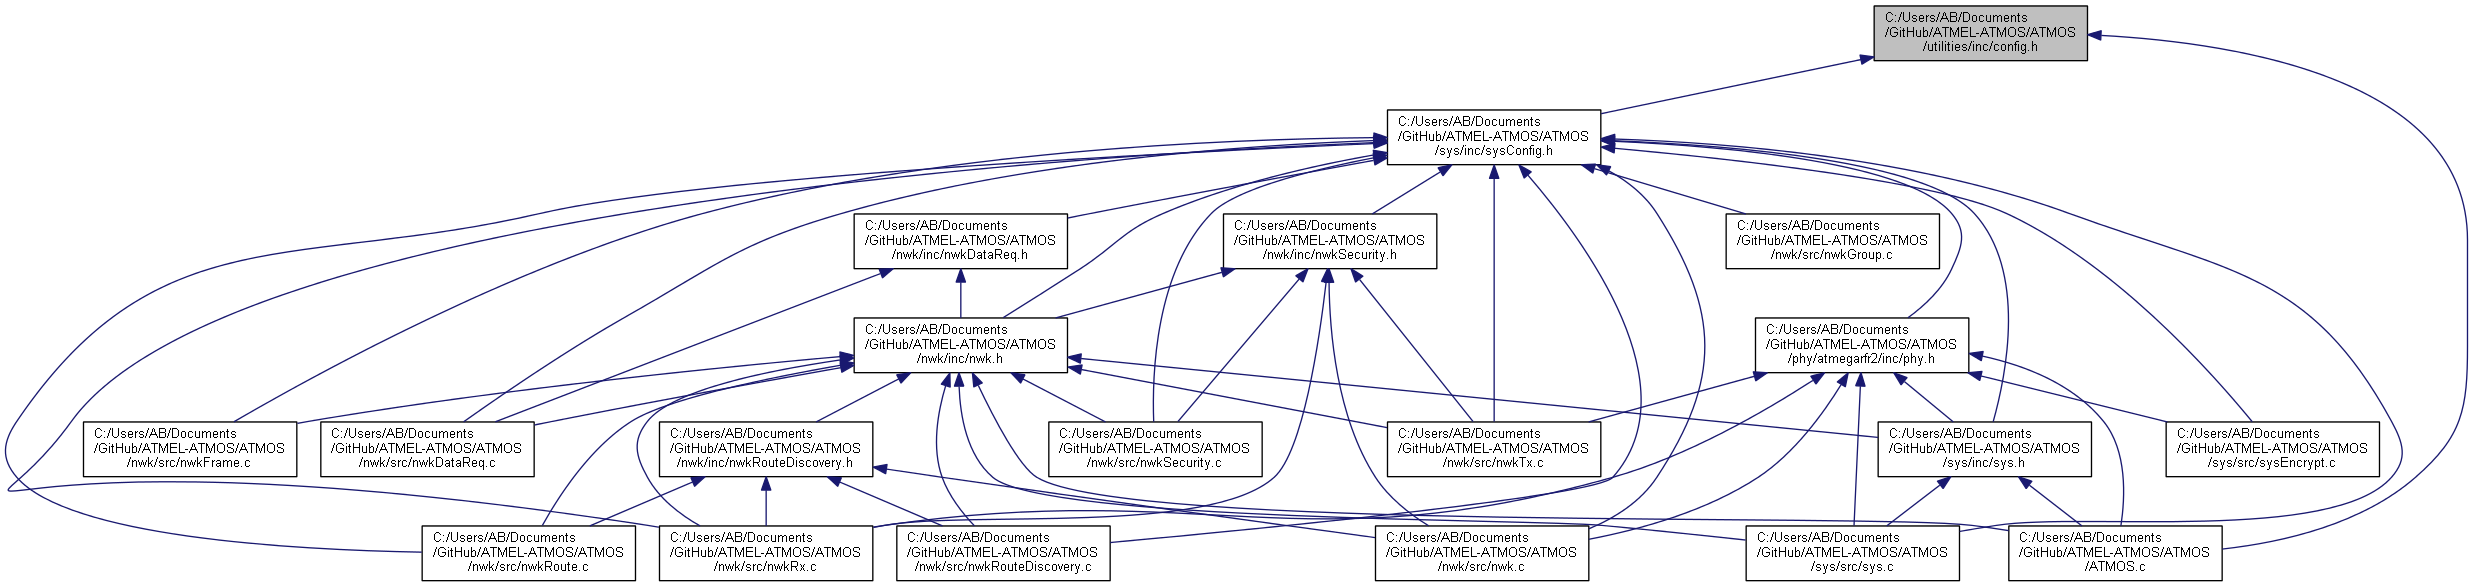 C:/Users/AB/Documents
/GitHub/ATMEL-ATMOS/ATMOS
/utilities/inc/config.h
C:/Users/AB/Documents
/GitHub/ATMEL-ATMOS/ATMOS
/sys/inc/sysConfig.h
C:/Users/AB/Documents
/GitHub/ATMEL-ATMOS/ATMOS
/nwk/inc/nwkDataReq.h
C:/Users/AB/Documents
/GitHub/ATMEL-ATMOS/ATMOS
/nwk/inc/nwkSecurity.h
C:/Users/AB/Documents
/GitHub/ATMEL-ATMOS/ATMOS
/nwk/src/nwkGroup.c
C:/Users/AB/Documents
/GitHub/ATMEL-ATMOS/ATMOS
/nwk/inc/nwk.h
C:/Users/AB/Documents
/GitHub/ATMEL-ATMOS/ATMOS
/phy/atmegarfr2/inc/phy.h
C:/Users/AB/Documents
/GitHub/ATMEL-ATMOS/ATMOS
/nwk/src/nwkFrame.c
C:/Users/AB/Documents
/GitHub/ATMEL-ATMOS/ATMOS
/nwk/src/nwkDataReq.c
C:/Users/AB/Documents
/GitHub/ATMEL-ATMOS/ATMOS
/nwk/inc/nwkRouteDiscovery.h
C:/Users/AB/Documents
/GitHub/ATMEL-ATMOS/ATMOS
/nwk/src/nwkSecurity.c
C:/Users/AB/Documents
/GitHub/ATMEL-ATMOS/ATMOS
/nwk/src/nwkTx.c
C:/Users/AB/Documents
/GitHub/ATMEL-ATMOS/ATMOS
/sys/inc/sys.h
C:/Users/AB/Documents
/GitHub/ATMEL-ATMOS/ATMOS
/sys/src/sysEncrypt.c
C:/Users/AB/Documents
/GitHub/ATMEL-ATMOS/ATMOS
/nwk/src/nwkRoute.c
C:/Users/AB/Documents
/GitHub/ATMEL-ATMOS/ATMOS
/nwk/src/nwkRx.c
C:/Users/AB/Documents
/GitHub/ATMEL-ATMOS/ATMOS
/nwk/src/nwkRouteDiscovery.c
C:/Users/AB/Documents
/GitHub/ATMEL-ATMOS/ATMOS
/nwk/src/nwk.c
C:/Users/AB/Documents
/GitHub/ATMEL-ATMOS/ATMOS
/sys/src/sys.c
C:/Users/AB/Documents
/GitHub/ATMEL-ATMOS/ATMOS
/ATMOS.c